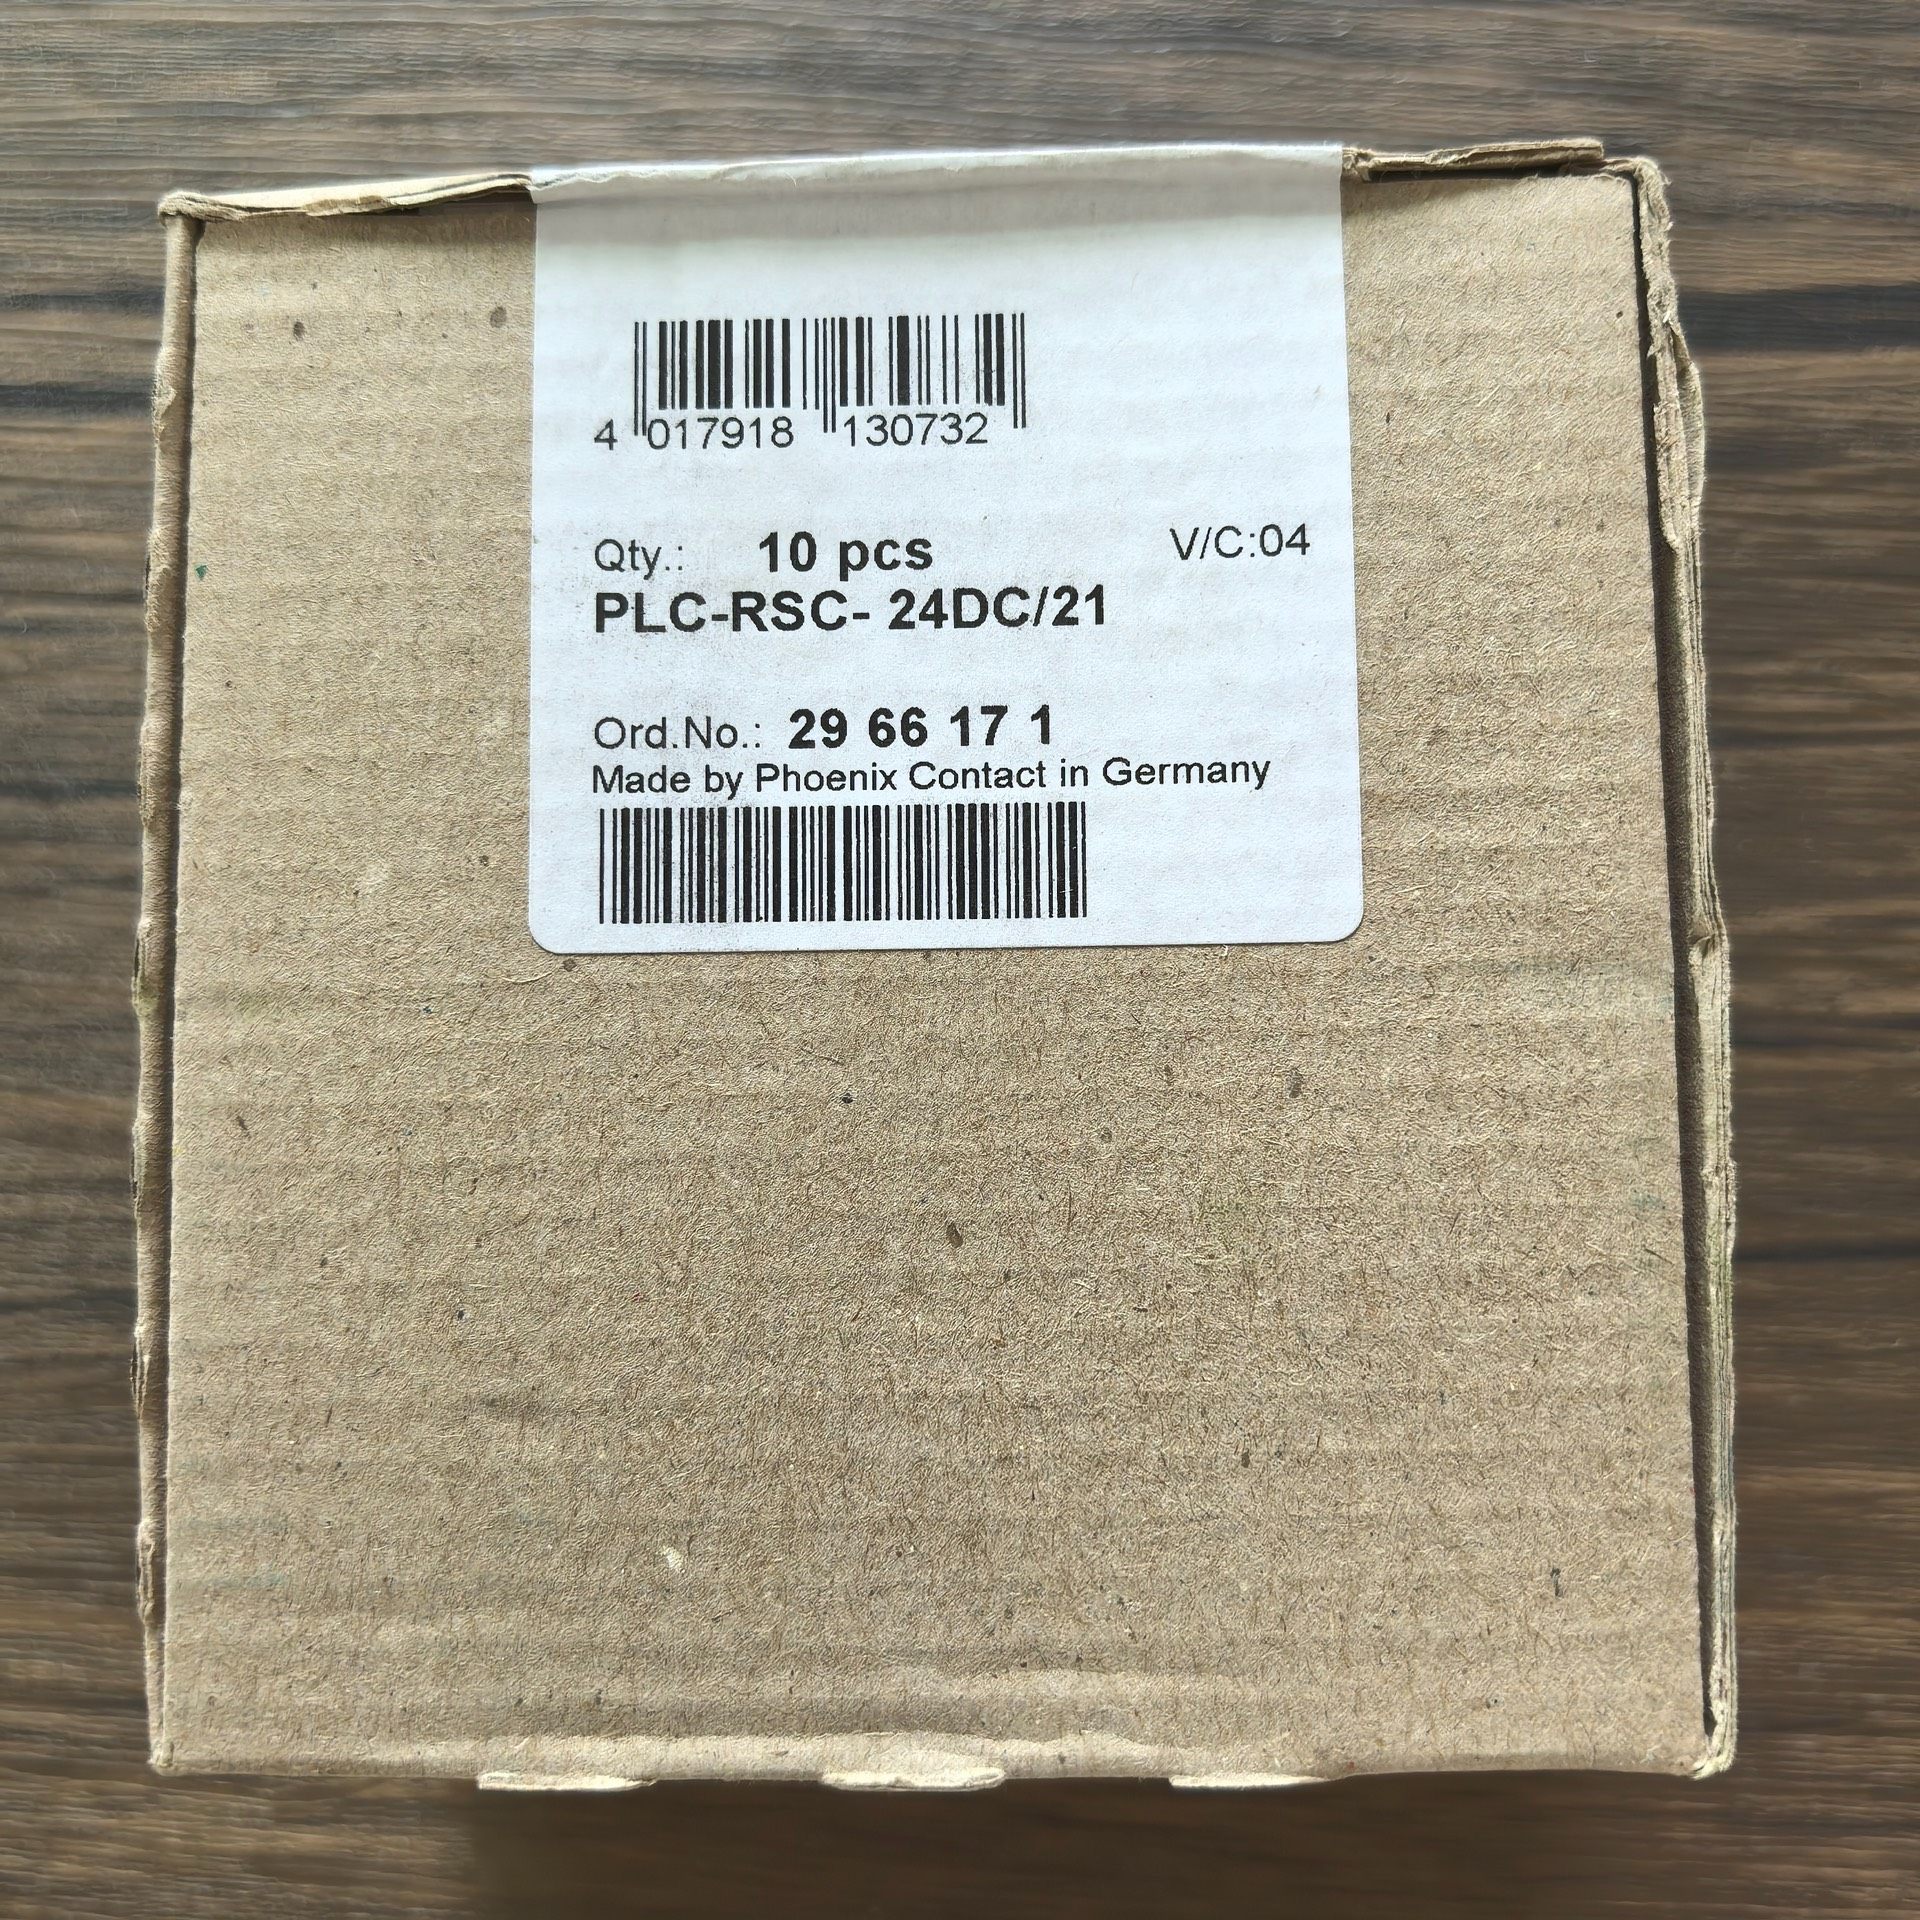 4 017918 130732
Qty.: 10 pcs V/C:04
PLC-RSC- 24DC/21
Ord.No.: 29 66 17 1
Made by Phoenix Contact in Germany